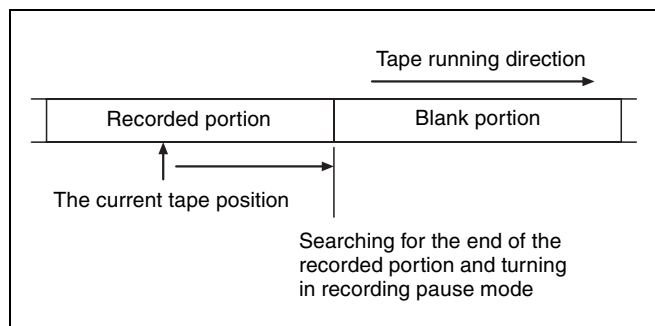 Tape running direction
Recorded portion
Blank portion
The current tape position
Searching for the end of the
recorded portion and turning
in recording pause mode